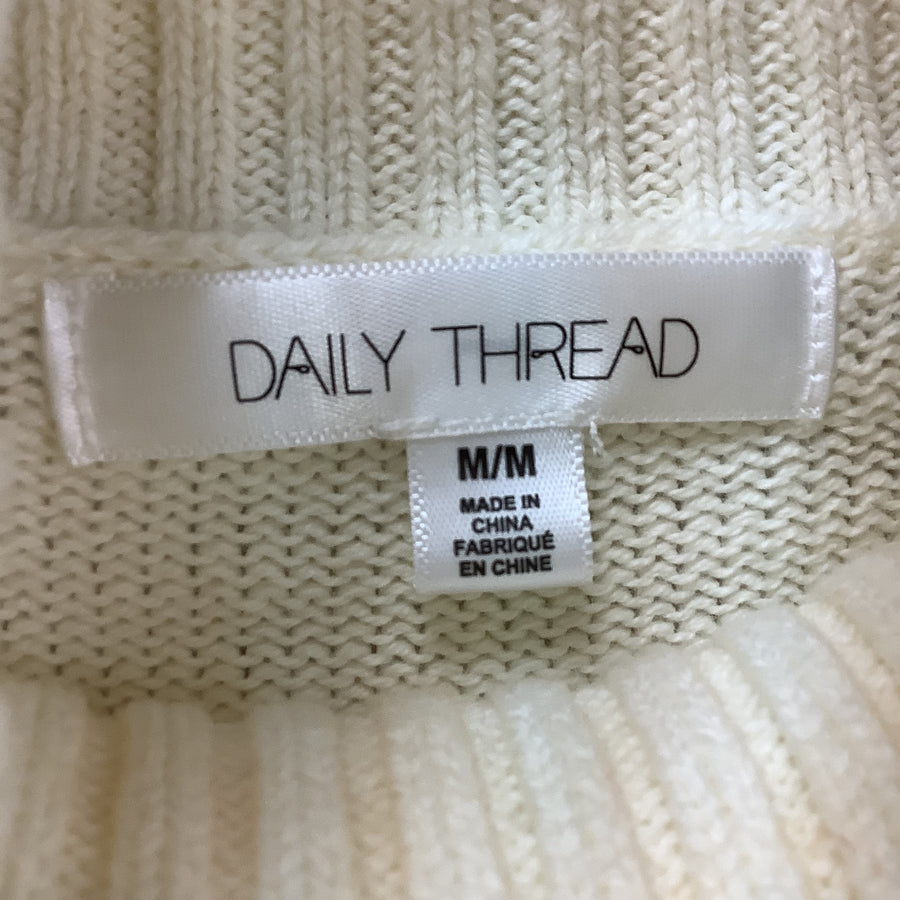 DAILY THREAD
M/M
MADE IN
CHINA
FABRIQUÉ
EN CHINE